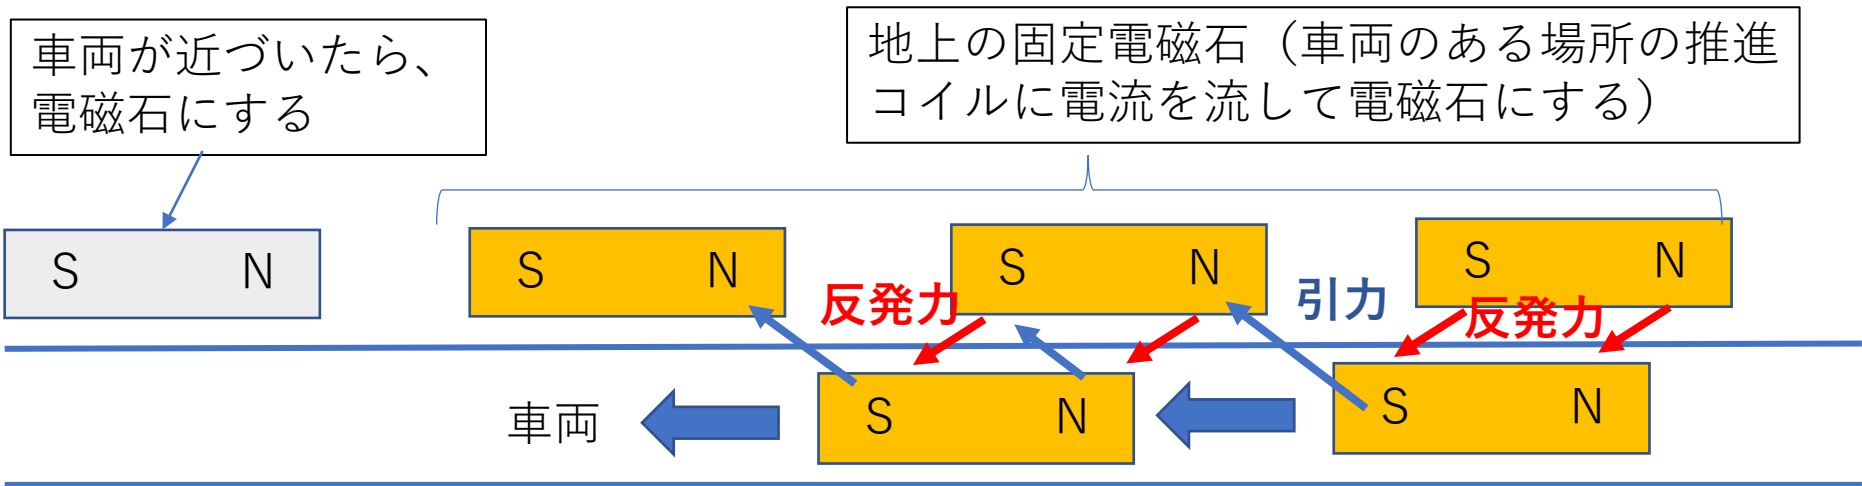 車両が近づいたら、
電磁石にする
地上の固定電磁石（車両のある場所の推進
コイルに電流を流して電磁石にする）
S N
S N
S N
S N
反発力
引力
反発力
車両
S N
S N